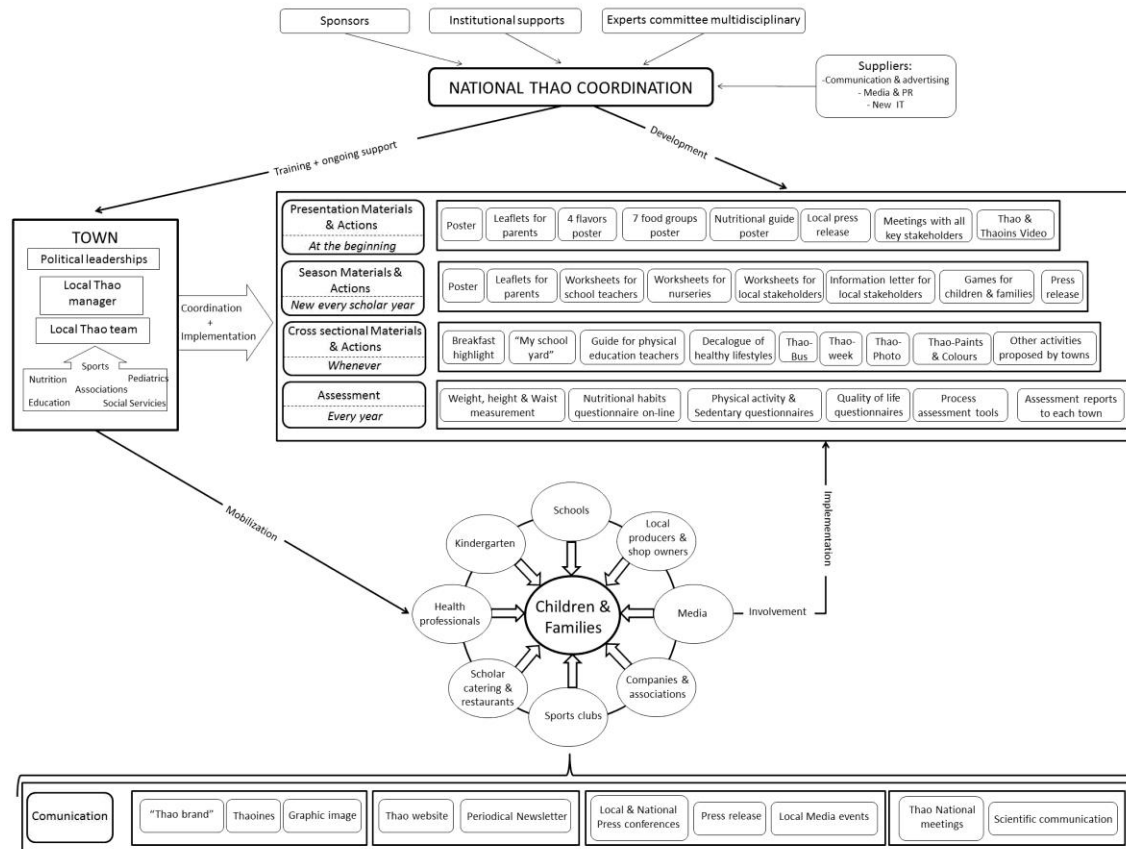 Sponsors
Institutional supports
Experts committee multidisciplinary
Suppliers:
-Communication & advertising
- Media & PR
- New IT
NATIONAL THAO COORDINATION
Training + ongoing support
Development
TOWN
Political leaderships
Local Thao
manager
Local Thao team
Sports
Nutrition
Pediatrics
Associations
Education
Social Servicies
Coordination
+
Implementation
Presentation Materials
& Actions
At the beginning
Poster
Leaflets for
parents
4 flavors
poster
7 food groups
poster
Nutritional guide
poster
Local press
release
Meetings with all
key stakeholders
Thao &
Thaoins Video
Season Materials &
Actions
New every scholar year
Poster
Leaflets for
parents
Worksheets for
school teachers
Worksheets for
nurseries
Worksheets for
local stakeholders
Information letter for
local stakeholders
Games for
children & families
Press
release
Cross sectional Materials
& Actions
Whenever
Breakfast
highlight
“My school
yard”
Guide for physical
education teachers
Decalogue of
healthy lifestyles
Thao-
Bus
Thao-
week
Thao-
Photo
Thao-Paints
& Colours
Other activities
proposed by towns
Assessment
Every year
Weight, height & Waist
measurement
Nutritional habits
questionnaire on-line
Physical activity &
Sedentary questionnaires
Quality of life
questionnaires
Process
assessment tools
Assessment reports
to each town
Mobilization
Implementation
Involvement
Schools
Kindergarten
Local
producers &
shop owners
Health
professionals
Children &
Families
Media
Scholar
catering &
restaurants
Companies &
associations
Sports clubs
Comunication
“Thao brand”
Thaoines
Graphic image
Thao website
Periodical Newsletter
Local & National
Press conferences
Press release
Local Media events
Thao National
meetings
Scientific communication